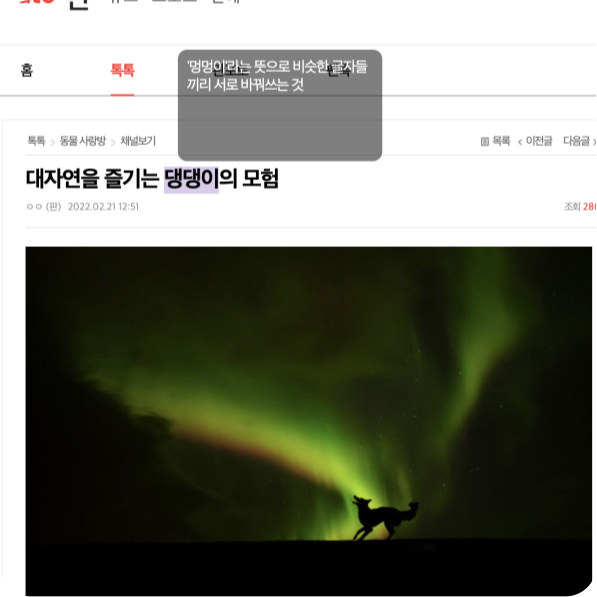 홈
톡톡
'멍멍이'라는 뜻으로 비슷한 글자들
끼리 서로 바꿔쓰는 것
톡톡 > 동물 사랑방 > 채널보기
목록 < 이전글 다음글 >
대자연을 즐기는 댕댕이의 모험
ㅇㅇ (판) 2022.02.21 12:51
조회